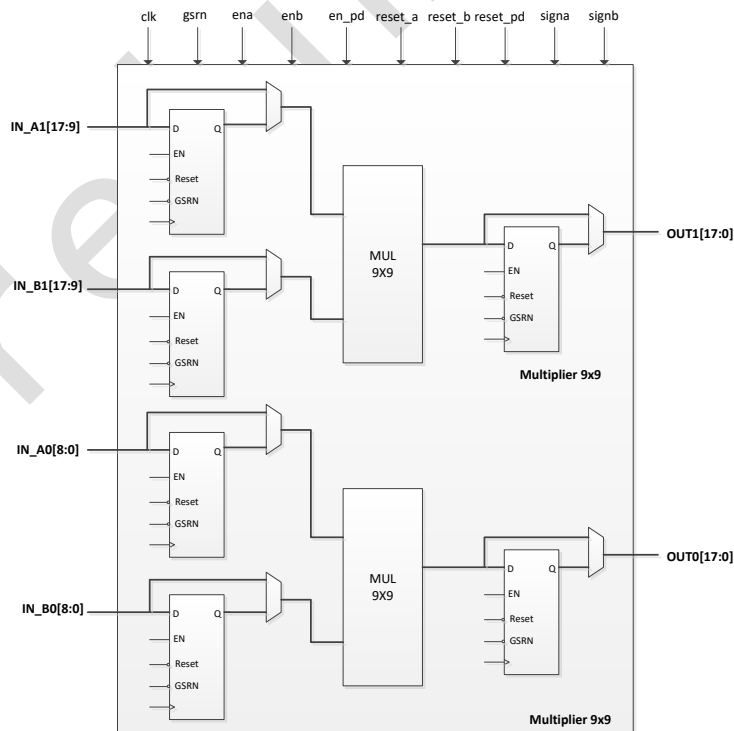 clk gsrn ena enb en_pd reset_a reset_b reset_pd signa signb
IN_A1[17:9]
D Q
EN
Reset
GSRN
IN_B1[17:9]
D Q
EN
Reset
GSRN
MUL
9X9
D Q
EN
Reset
GSRN
OUT1[17:0]
Multiplier 9x9
IN_A0[8:0]
D Q
EN
Reset
GSRN
IN_B0[8:0]
D Q
EN
Reset
GSRN
MUL
9X9
D Q
EN
Reset
GSRN
OUT0[17:0]
Multiplier 9x9